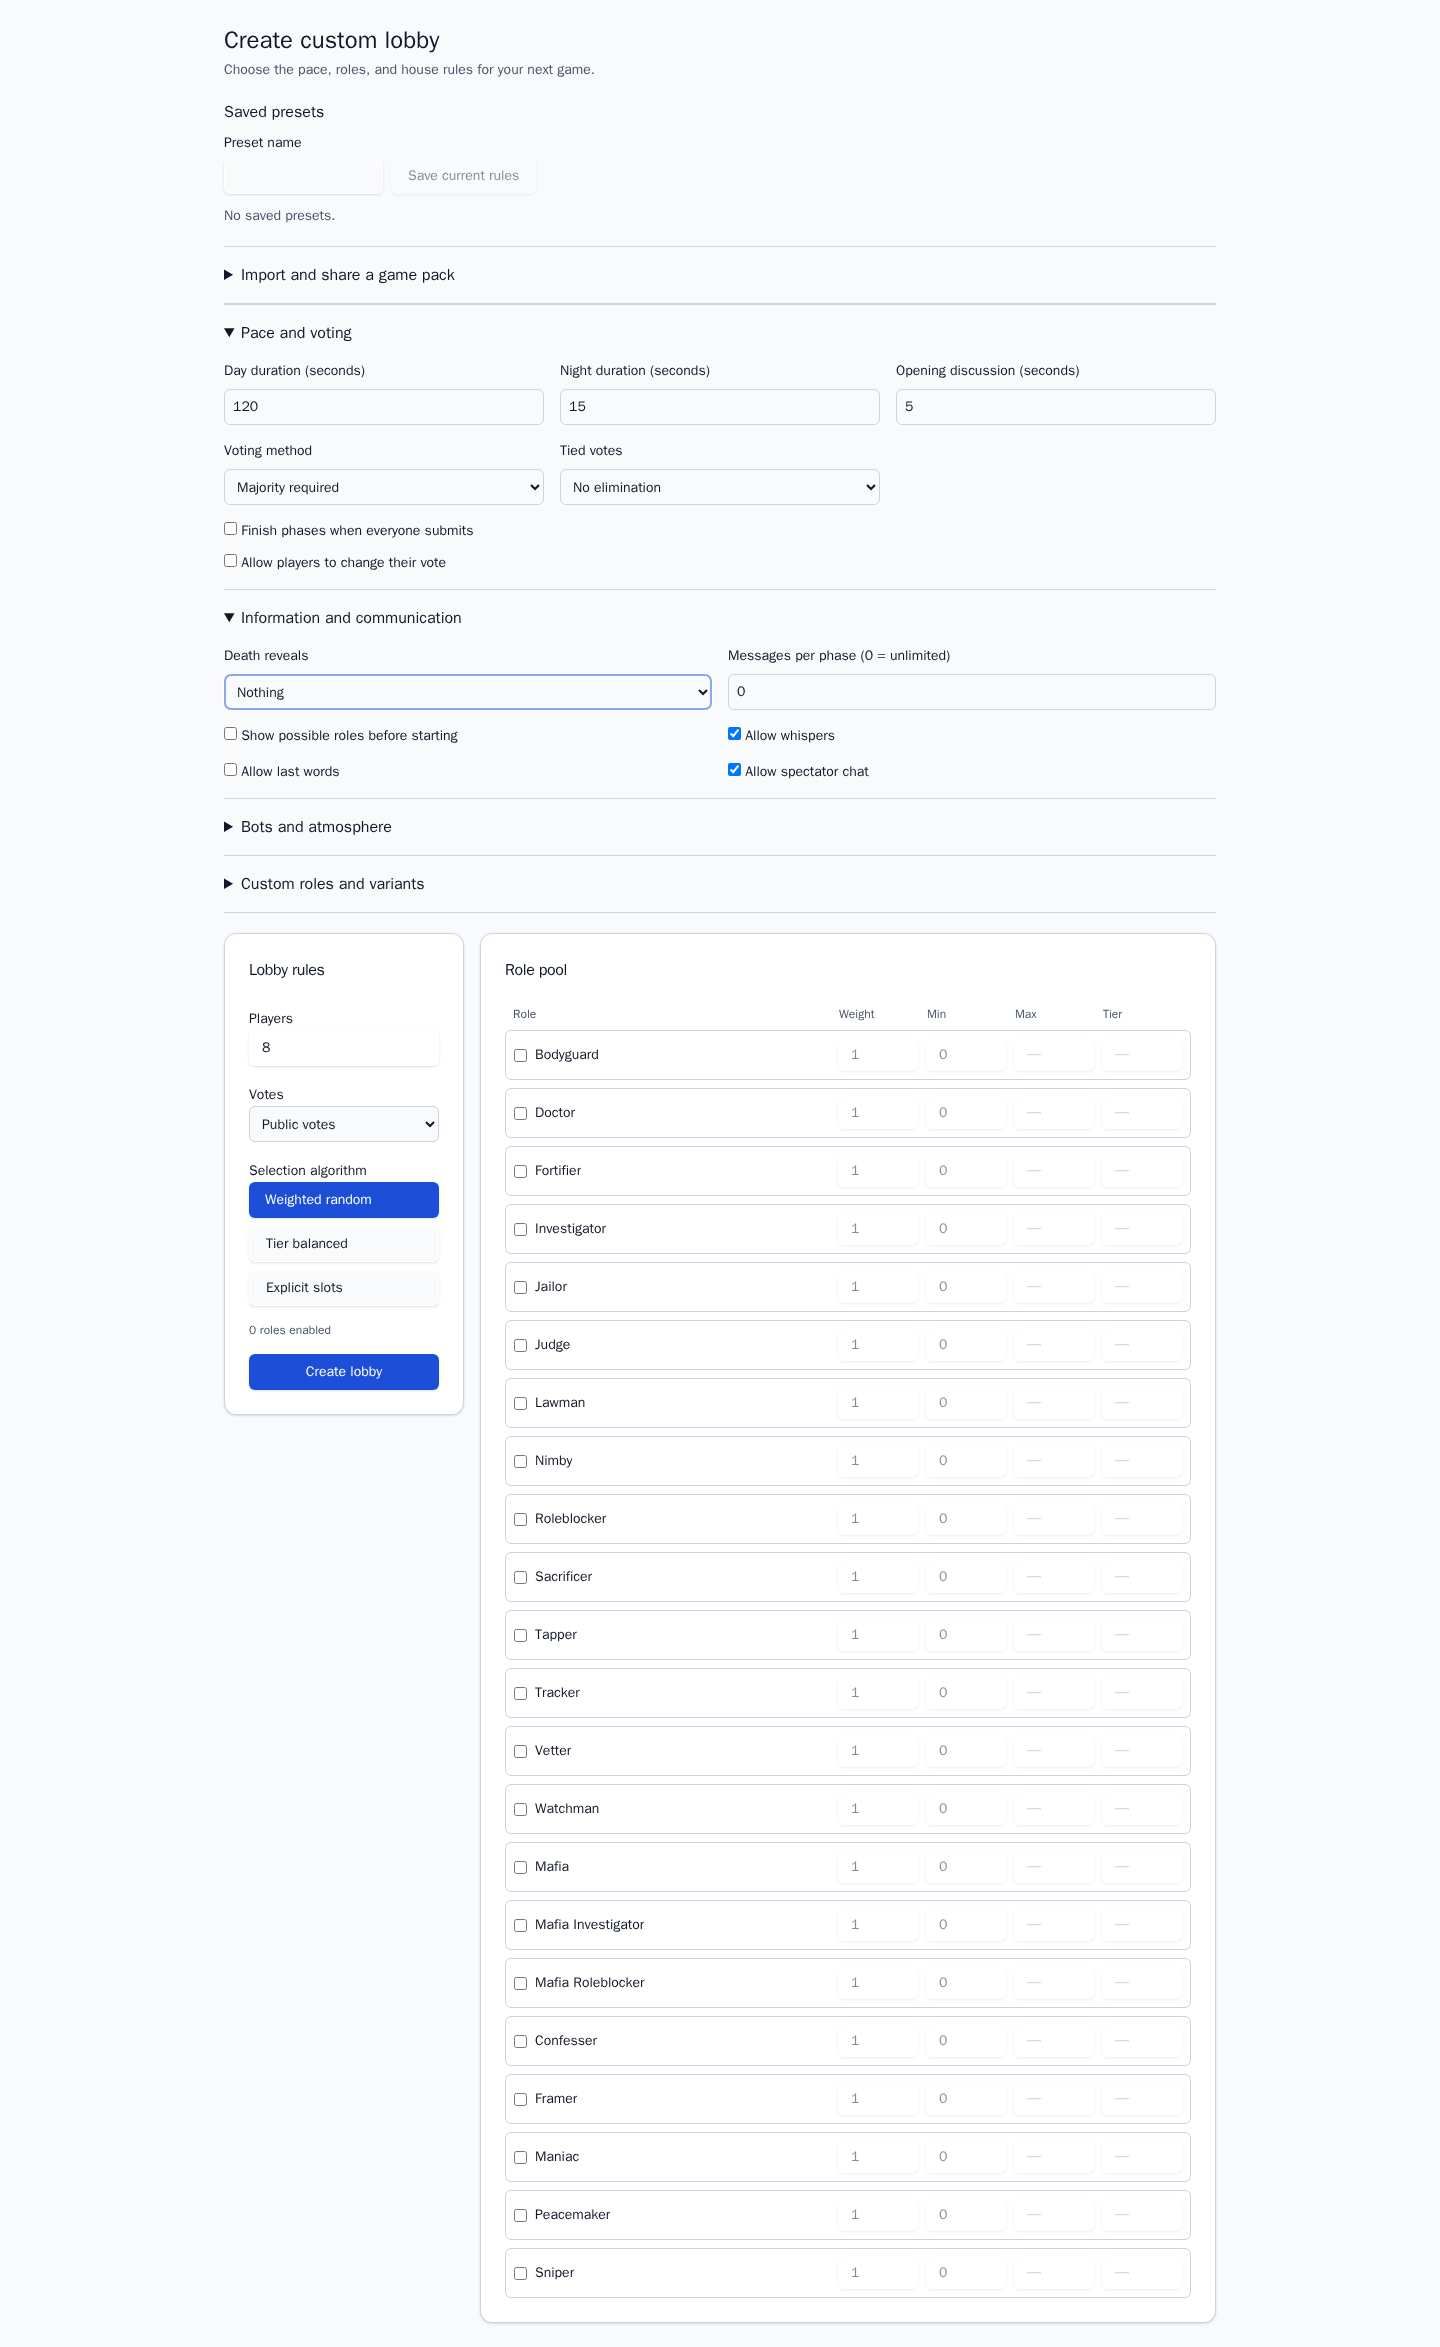 Create custom lobby
Choose the pace, roles, and house rules for your next game.
Saved presets
Preset name
Save current rules
No saved presets.
Import and share a game pack
Pace and voting
Day duration (seconds) Night duration (seconds) Opening discussion (seconds)
120 15 5
Voting method Tied votes
Majority required No elimination
Finish phases when everyone submits
Allow players to change their vote
Information and communication
Death reveals Messages per phase (0 = unlimited)
Nothing 0
Show possible roles before starting Allow whispers
Allow last words Allow spectator chat
Bots and atmosphere
Custom roles and variants
Lobby rules
Players
8
Votes
Public votes
Selection algorithm
Weighted random
Tier balanced
Explicit slots
0 roles enabled
Create lobby
Role pool
Role Weight Min Max Tier
Bodyguard 1 0 — —
Doctor 1 0 — —
Fortifier 1 0 — —
Investigator 1 0 — —
Jailor 1 0 — —
Judge 1 0 — —
Lawman 1 0 — —
Nimby 1 0 — —
Roleblocker 1 0 — —
Sacrificer 1 0 — —
Tapper 1 0 — —
Tracker 1 0 — —
Vetter 1 0 — —
Watchman 1 0 — —
Mafia 1 0 — —
Mafia Investigator 1 0 — —
Mafia Roleblocker 1 0 — —
Confesser 1 0 — —
Framer 1 0 — —
Maniac 1 0 — —
Peacemaker 1 0 — —
Sniper 1 0 — —